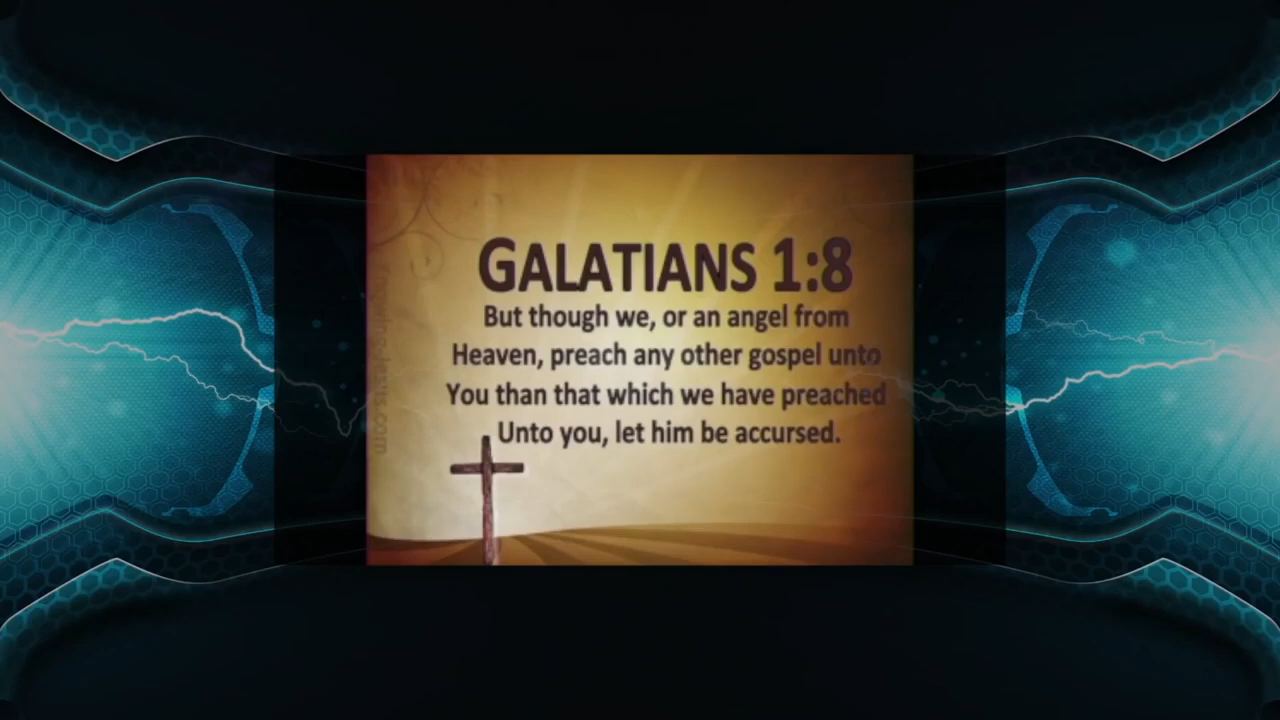 GALATIANS 1:8
But though we, or an angel from
Heaven, preach any other gospel unto
You than that which we have preached
Unto you, let him be accursed.